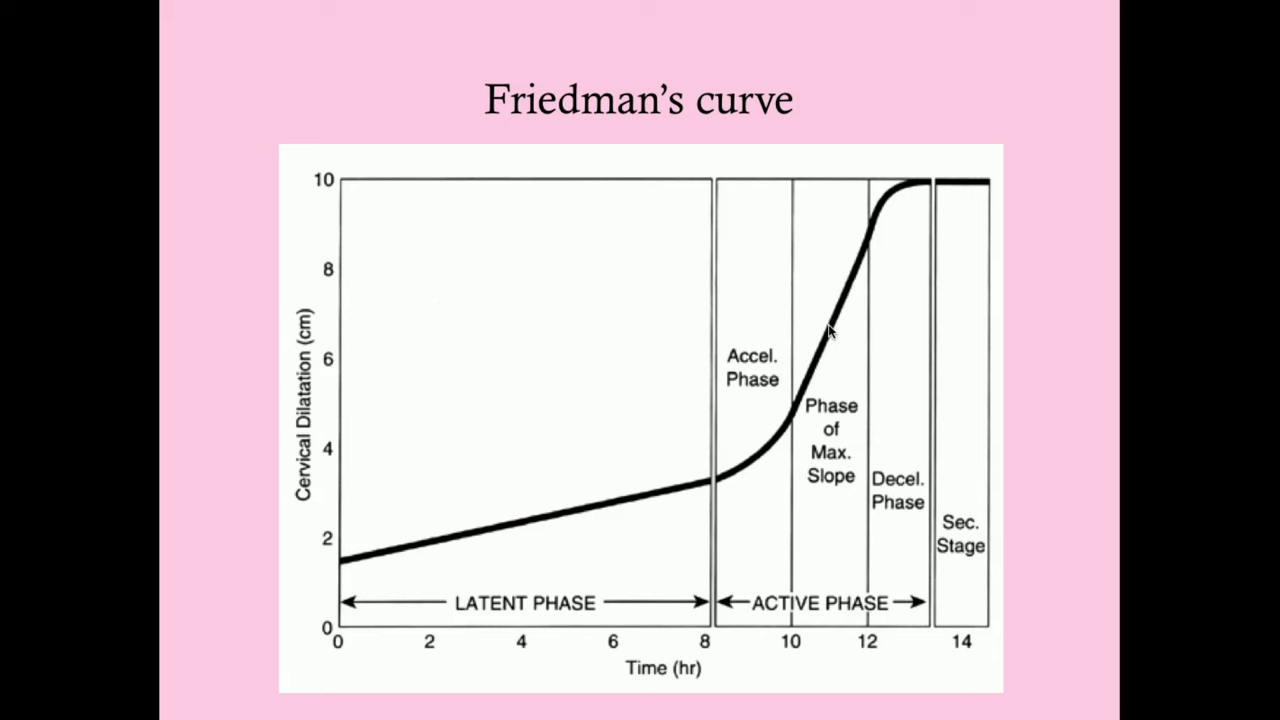 Friedman's curve
10
8
6
4
2
0
Cervical Dilatation (cm)
Accel.
Phase
Phase
of
Max.
Slope
Decel.
Phase
Sec.
Stage
LATENT PHASE
ACTIVE PHASE
0 2 4 6 8 10 12 14
Time (hr)